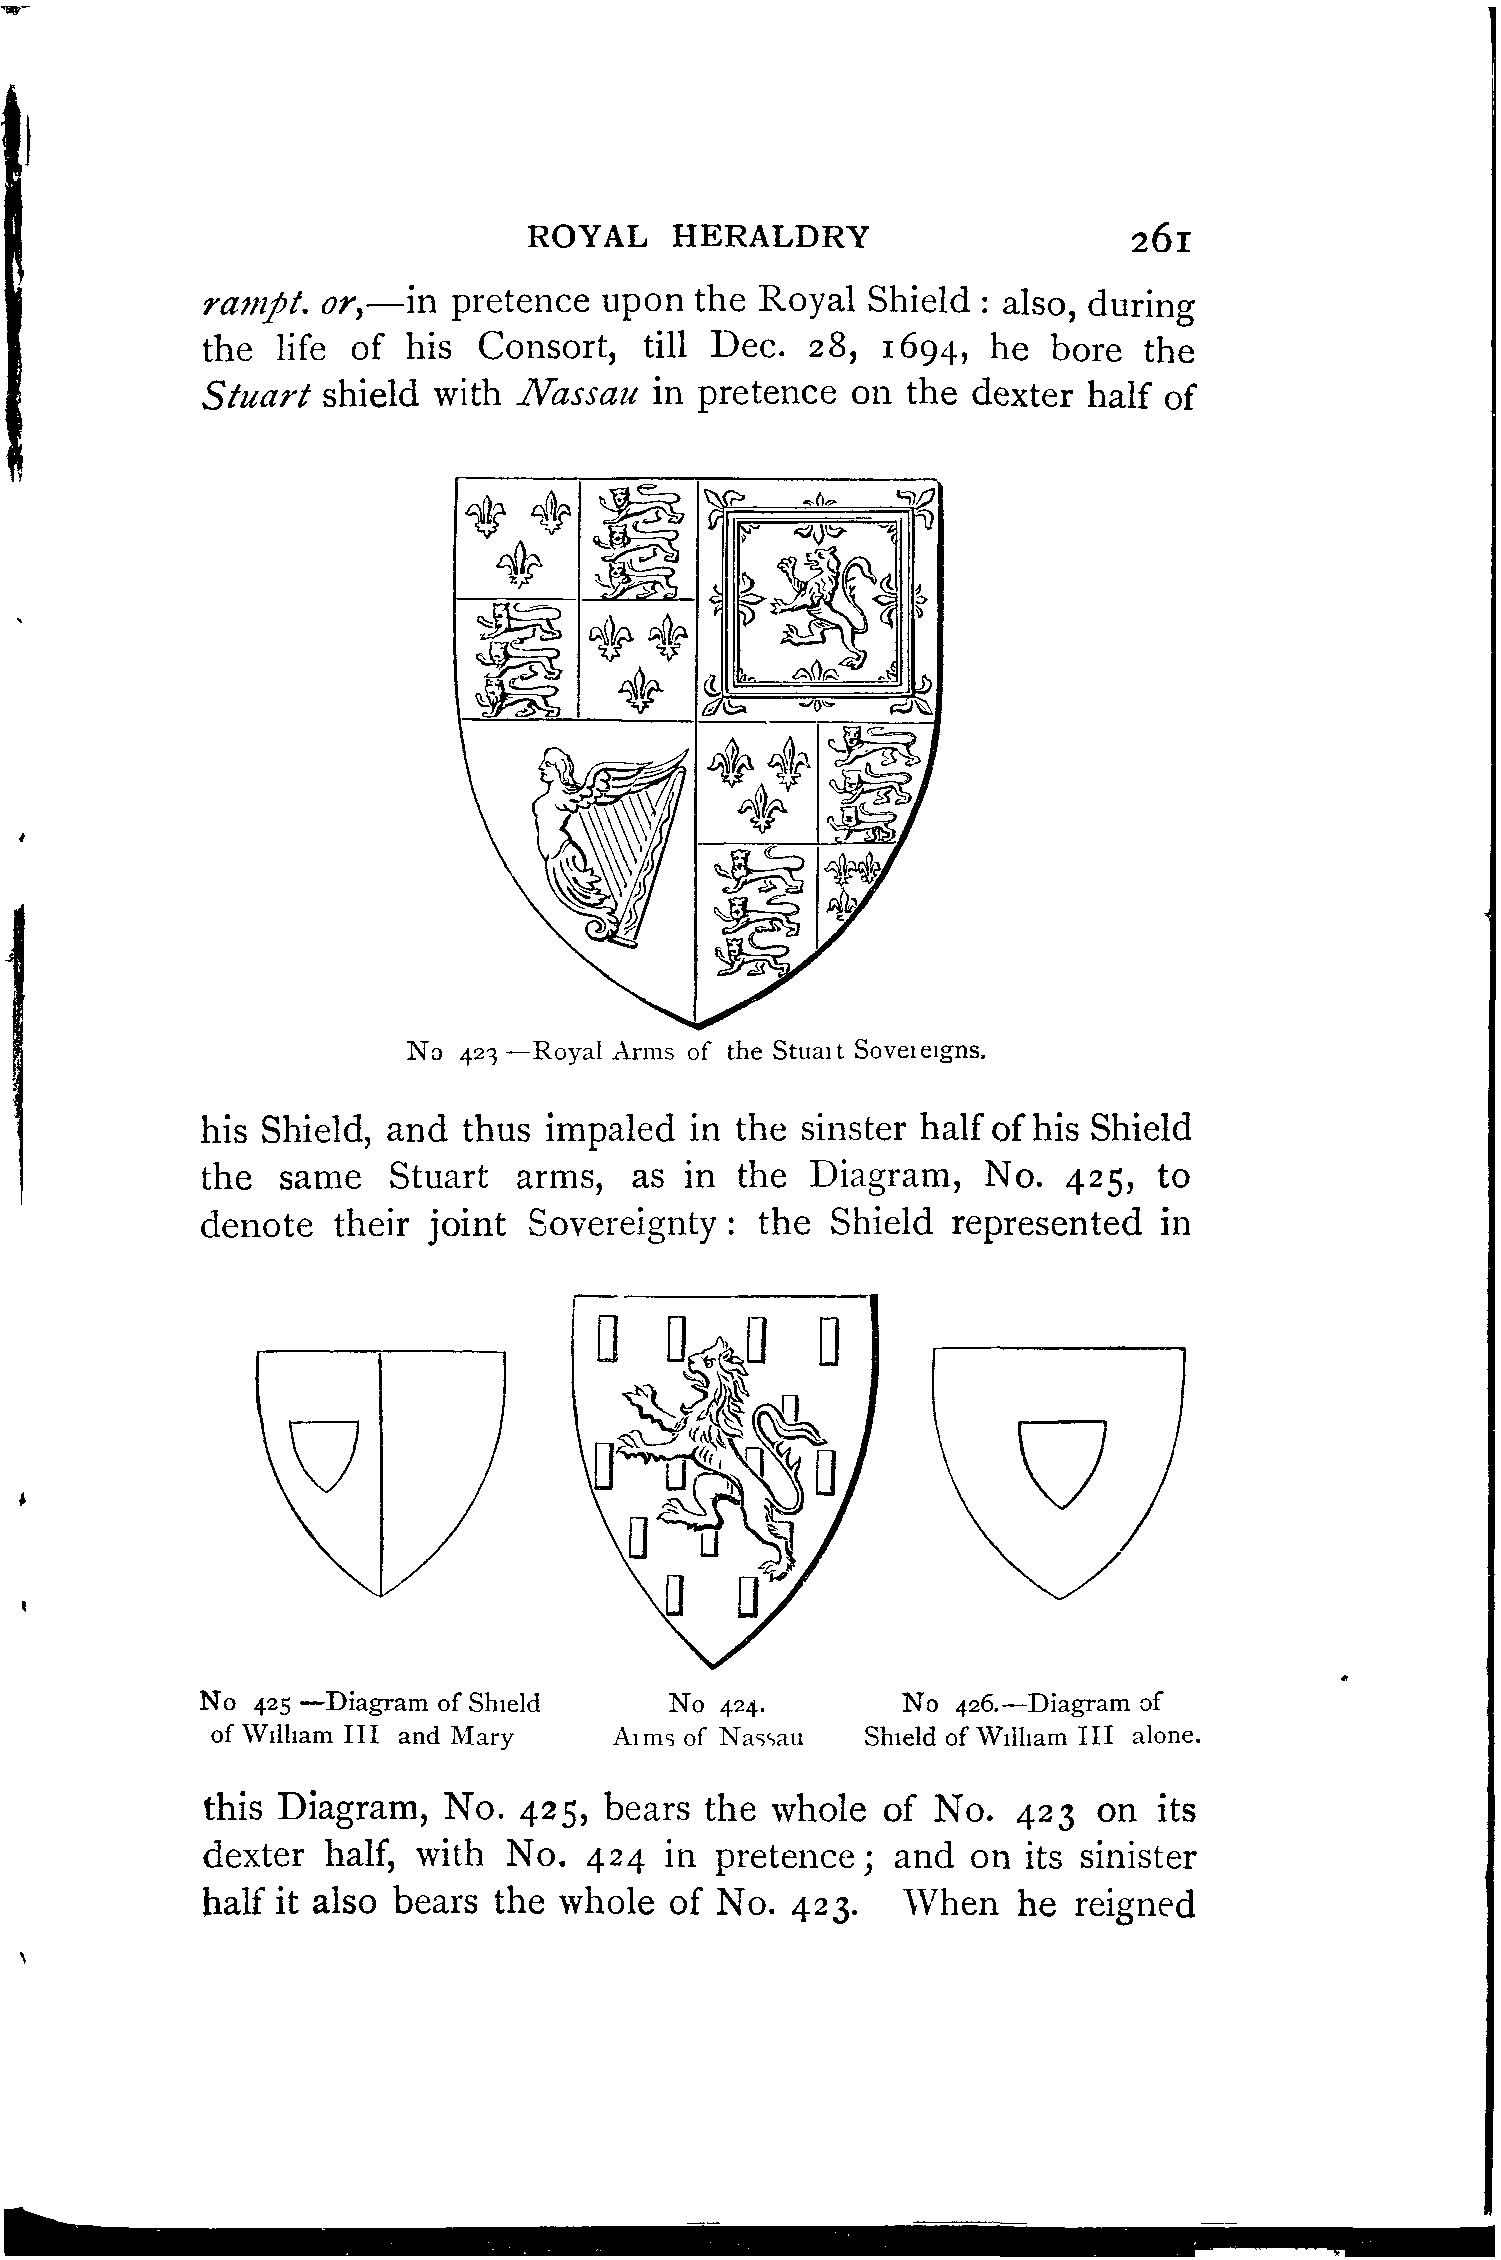 ROYAL HERALDRY 261
rampt. or,—in pretence upon the Royal Shield : also, during
the life of his Consort, till Dec. 28, 1694, he bore the
Stuart shield with Nassau in pretence on the dexter half of
No 423 —Royal Arms of the Stuart Sovereigns.
his Shield, and thus impaled in the sinster half of his Shield
the same Stuart arms, as in the Diagram, No. 425, to
denote their joint Sovereignty : the Shield represented in
No 425 —Diagram of Shield
of William III and Mary
No 424.
Arms of Nassau
No 426.—Diagram of
Shield of William III alone.
this Diagram, No. 425, bears the whole of No. 423 on its
dexter half, with No. 424 in pretence ; and on its sinister
half it also bears the whole of No. 423. When he reigned